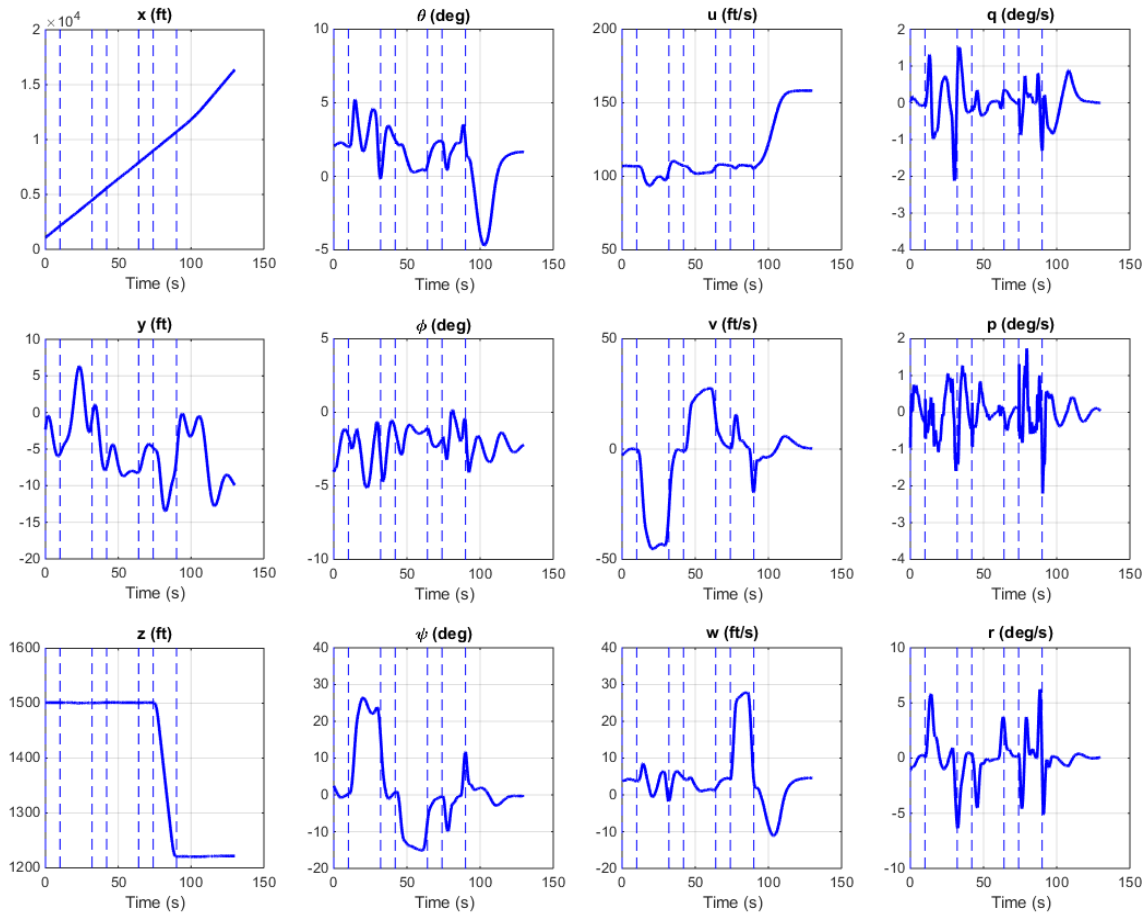 x (ft)
×10⁴
2
1.5
1
0.5
0
0 50 100 150
Time (s)
θ (deg)
10
5
0
-5
0 50 100 150
Time (s)
u (ft/s)
200
150
100
50
0 50 100 150
Time (s)
q (deg/s)
2
1
0
-1
-2
-3
-4
0 50 100 150
Time (s)
y (ft)
10
5
0
-5
-10
-15
-20
0 50 100 150
Time (s)
ϕ (deg)
5
0
-5
-10
0 50 100 150
Time (s)
v (ft/s)
50
0
-50
0 50 100 150
Time (s)
p (deg/s)
2
1
0
-1
-2
-3
-4
0 50 100 150
Time (s)
z (ft)
1600
1500
1400
1300
1200
0 50 100 150
Time (s)
ψ (deg)
40
30
20
10
0
-10
-20
0 50 100 150
Time (s)
w (ft/s)
40
30
20
10
0
-10
-20
0 50 100 150
Time (s)
r (deg/s)
10
5
0
-5
-10
0 50 100 150
Time (s)